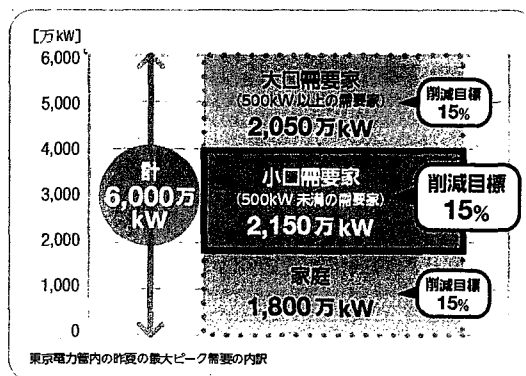 [万kW]
6,000
5,000
4,000
3,000
2,000
1,000
0
計
6,000万
kW
大口需要家
(500kW以上の需要家)
2,050万kW
削減目標
15%
小口需要家
(500kW未満の需要家)
2,150万kW
削減目標
15%
家庭
1,800万kW
削減目標
15%
東京電力管内の昨夏の最大ピーク需要の内訳